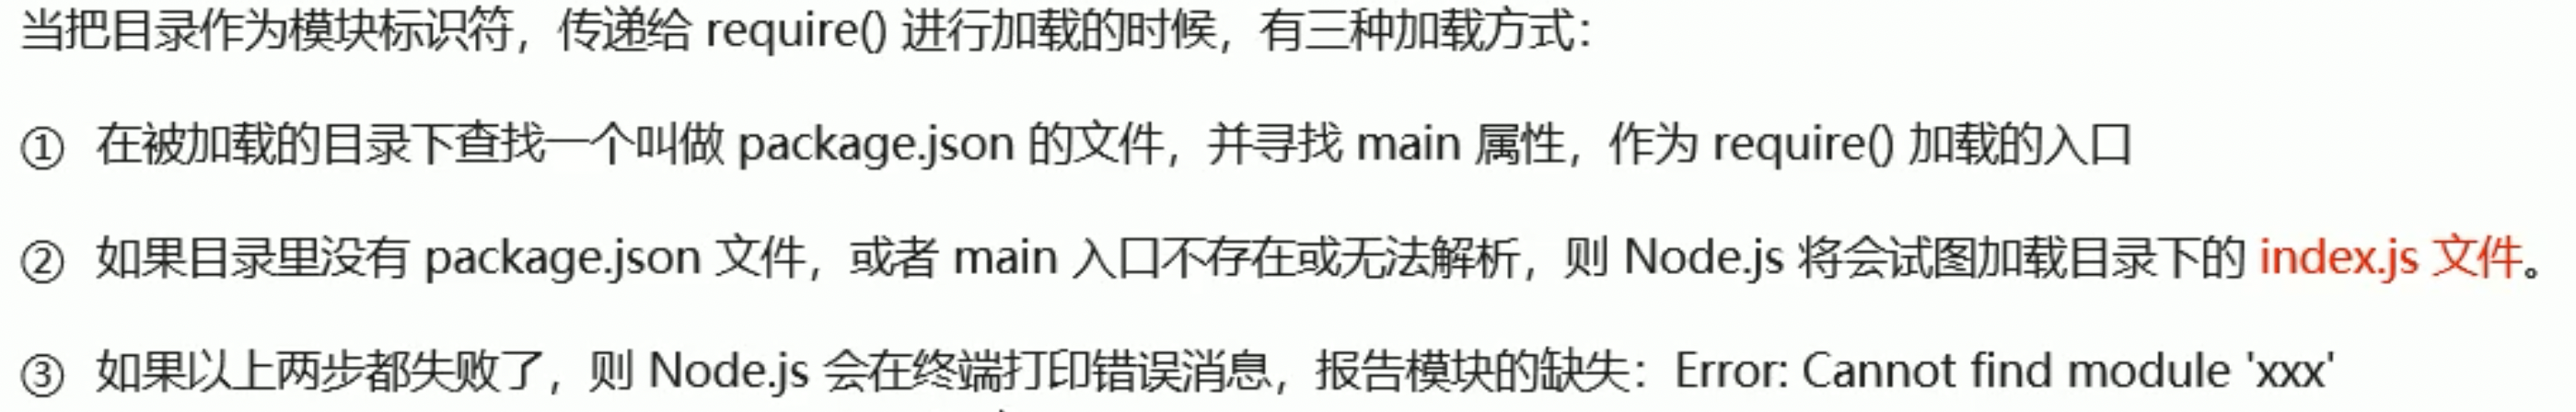 当把目录作为模块标识符，传递给 require() 进行加载的时候，有三种加载方式：
① 在被加载的目录下查找一个叫做 package.json 的文件，并寻找 main 属性，作为 require() 加载的入口
② 如果目录里没有 package.json 文件，或者 main 入口不存在或无法解析，则 Node.js 将会试图加载目录下的 index.js 文件。
③ 如果以上两步都失败了，则 Node.js 会在终端打印错误消息，报告模块的缺失：Error: Cannot find module 'xxx'